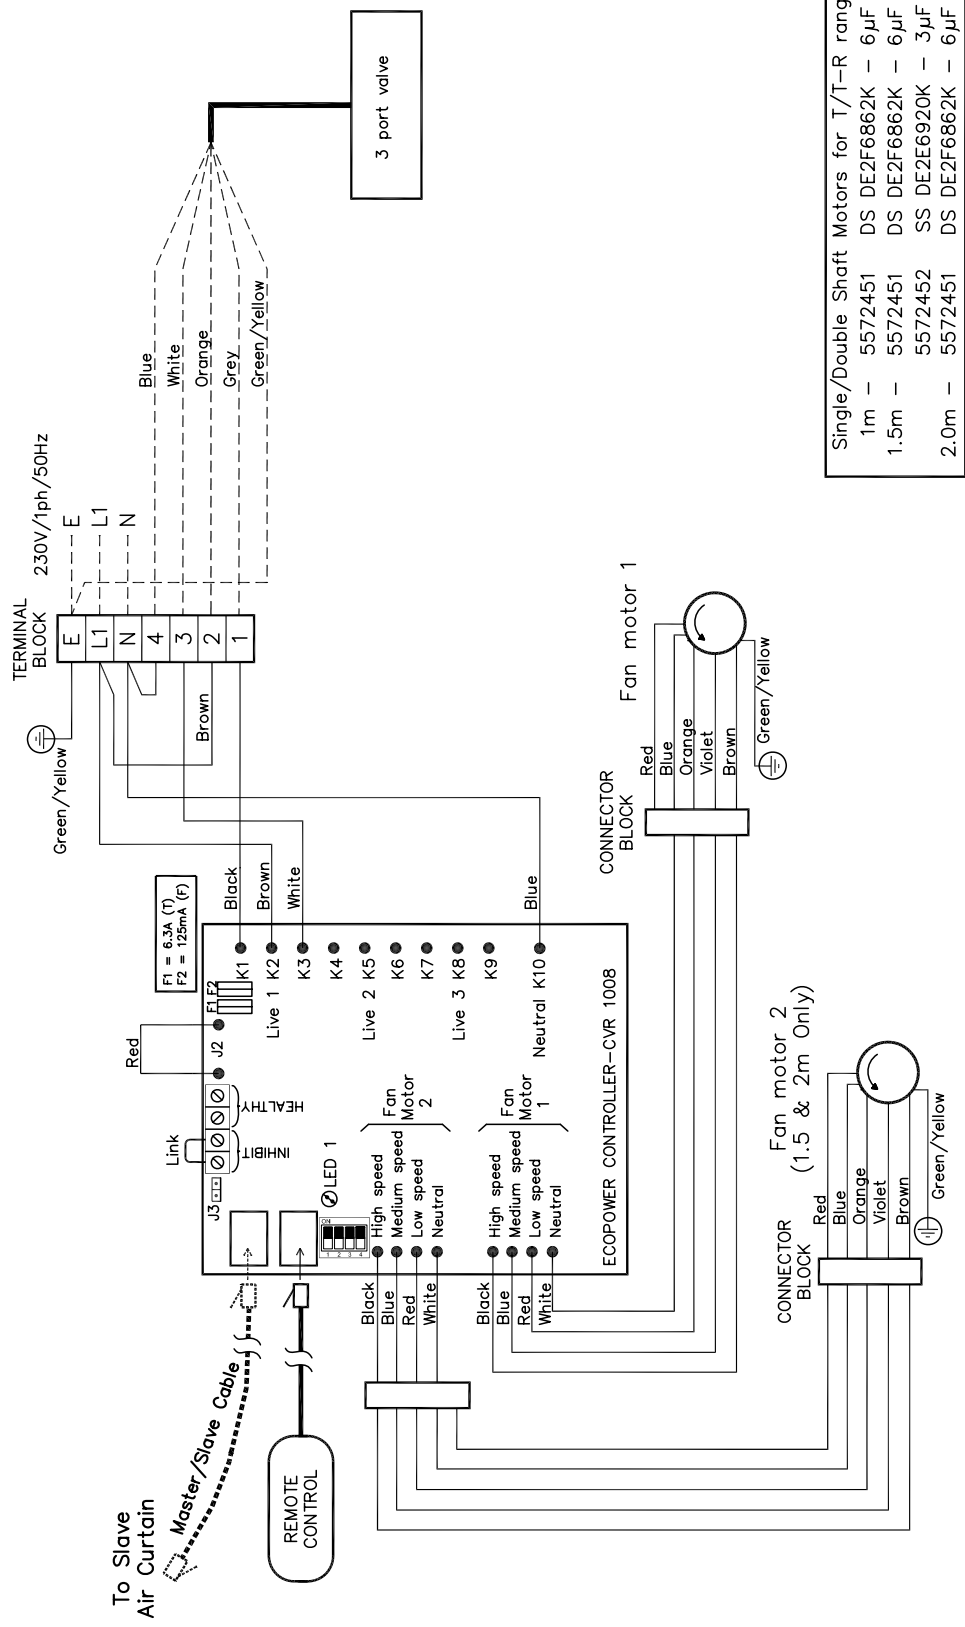 TERMINAL
BLOCK
230V/1ph/50Hz
E
L1
N
E
L1
N
4
3
2
1
Blue
White
Orange
Grey
Green/Yellow
3 port valve
Green/Yellow
Brown
Black
Brown
White
Blue
F1 = 6.3A (T)
F2 = 125mA (F)
F1 F2
Red
J2
Link
HEALTHY
INHIBIT
J3
LED 1
ON
1 2 3 4
K1
Live 1 K2
K3
K4
Live 2 K5
K6
K7
Live 3 K8
K9
Neutral K10
High speed
Medium speed
Low speed
Neutral
Fan
Motor
2
High speed
Medium speed
Low speed
Neutral
Fan
Motor
1
ECOPOWER CONTROLLER-CVR 1008
Black
Blue
Red
White
Black
Blue
Red
White
To Slave
Air Curtain
Master/Slave Cable
REMOTE
CONTROL
CONNECTOR
BLOCK
Red
Blue
Orange
Violet
Brown
Green/Yellow
Fan motor 1
CONNECTOR
BLOCK
Red
Blue
Orange
Violet
Brown
Green/Yellow
Fan motor 2
(1.5 & 2m Only)
Single/Double Shaft Motors for T/T-R rang
1m - 5572451 DS DE2F6862K - 6µF
1.5m - 5572451 DS DE2F6862K - 6µF
5572452 SS DE2E6920K - 3µF
2.0m - 5572451 DS DE2F6862K - 6µF